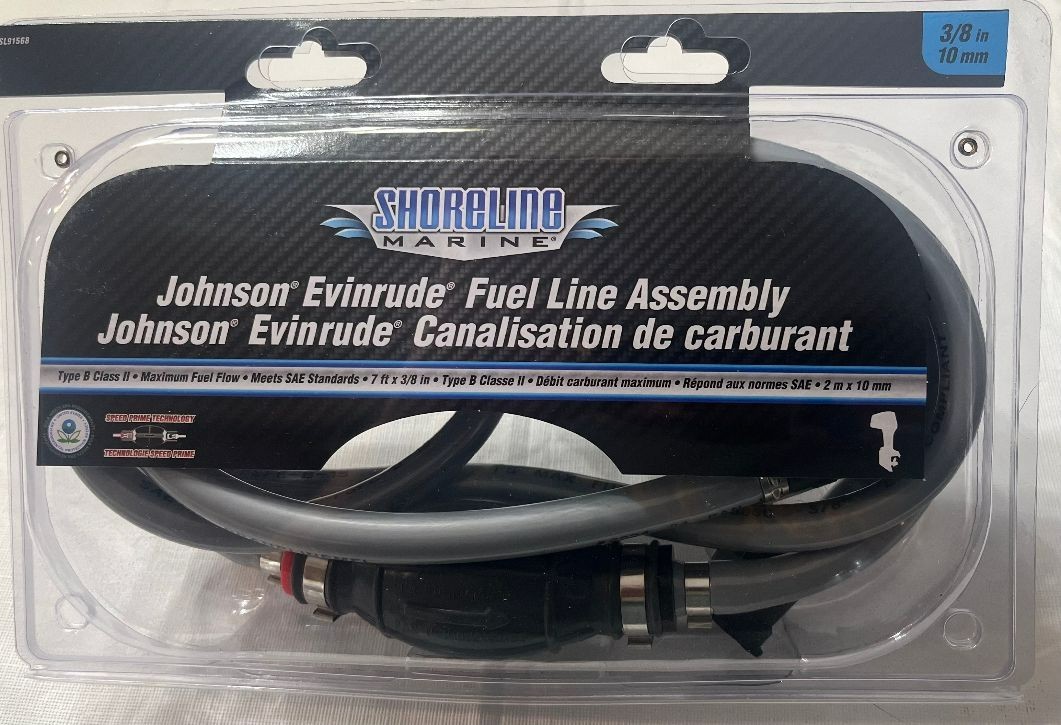 SL91568
3/8 in
10 mm
SHORELINE
MARINE®
Johnson® Evinrude® Fuel Line Assembly
Johnson® Evinrude® Canalisation de carburant
Type B Class II • Maximum Fuel Flow • Meets SAE Standards • 7 ft x 3/8 in • Type B Classe II • Débit carburant maximum • Répond aux normes SAE • 2 m x 10 mm
SPEED PRIME TECHNOLOGY
TECHNOLOGIE SPEED PRIME
COMPLIANT